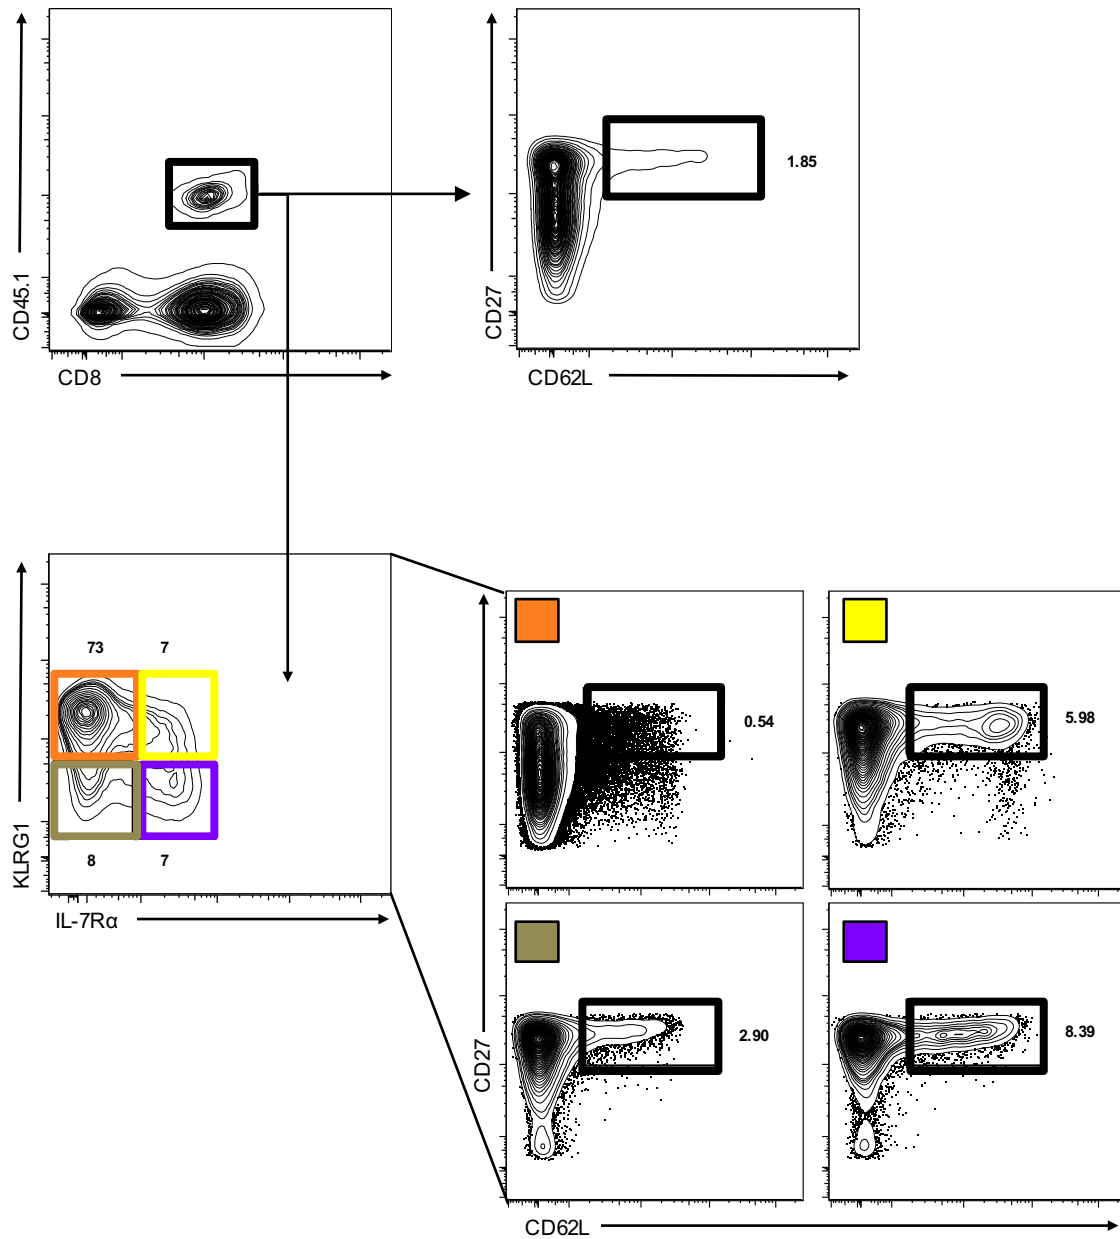 CD45.1
CD8
CD27
1.85
CD62L
73 7
8 7
KLRG1
IL-7Rα
0.54
5.98
2.90
8.39
CD27
CD62L